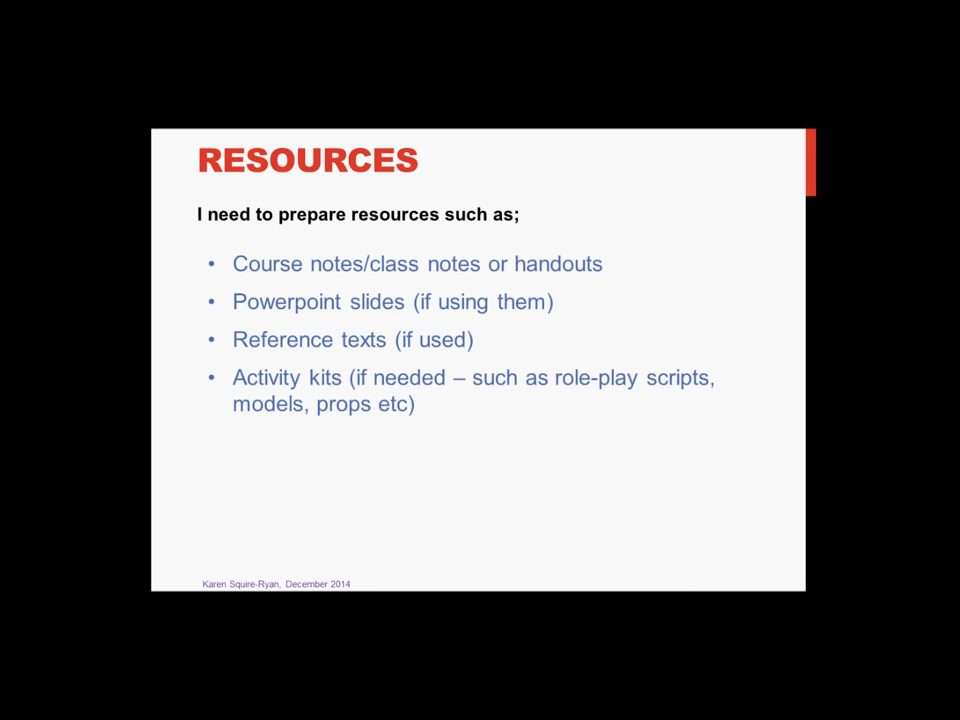 RESOURCES
I need to prepare resources such as;
• Course notes/class notes or handouts
• Powerpoint slides (if using them)
• Reference texts (if used)
• Activity kits (if needed – such as role-play scripts,
models, props etc)
Karen Squire-Ryan, December 2014